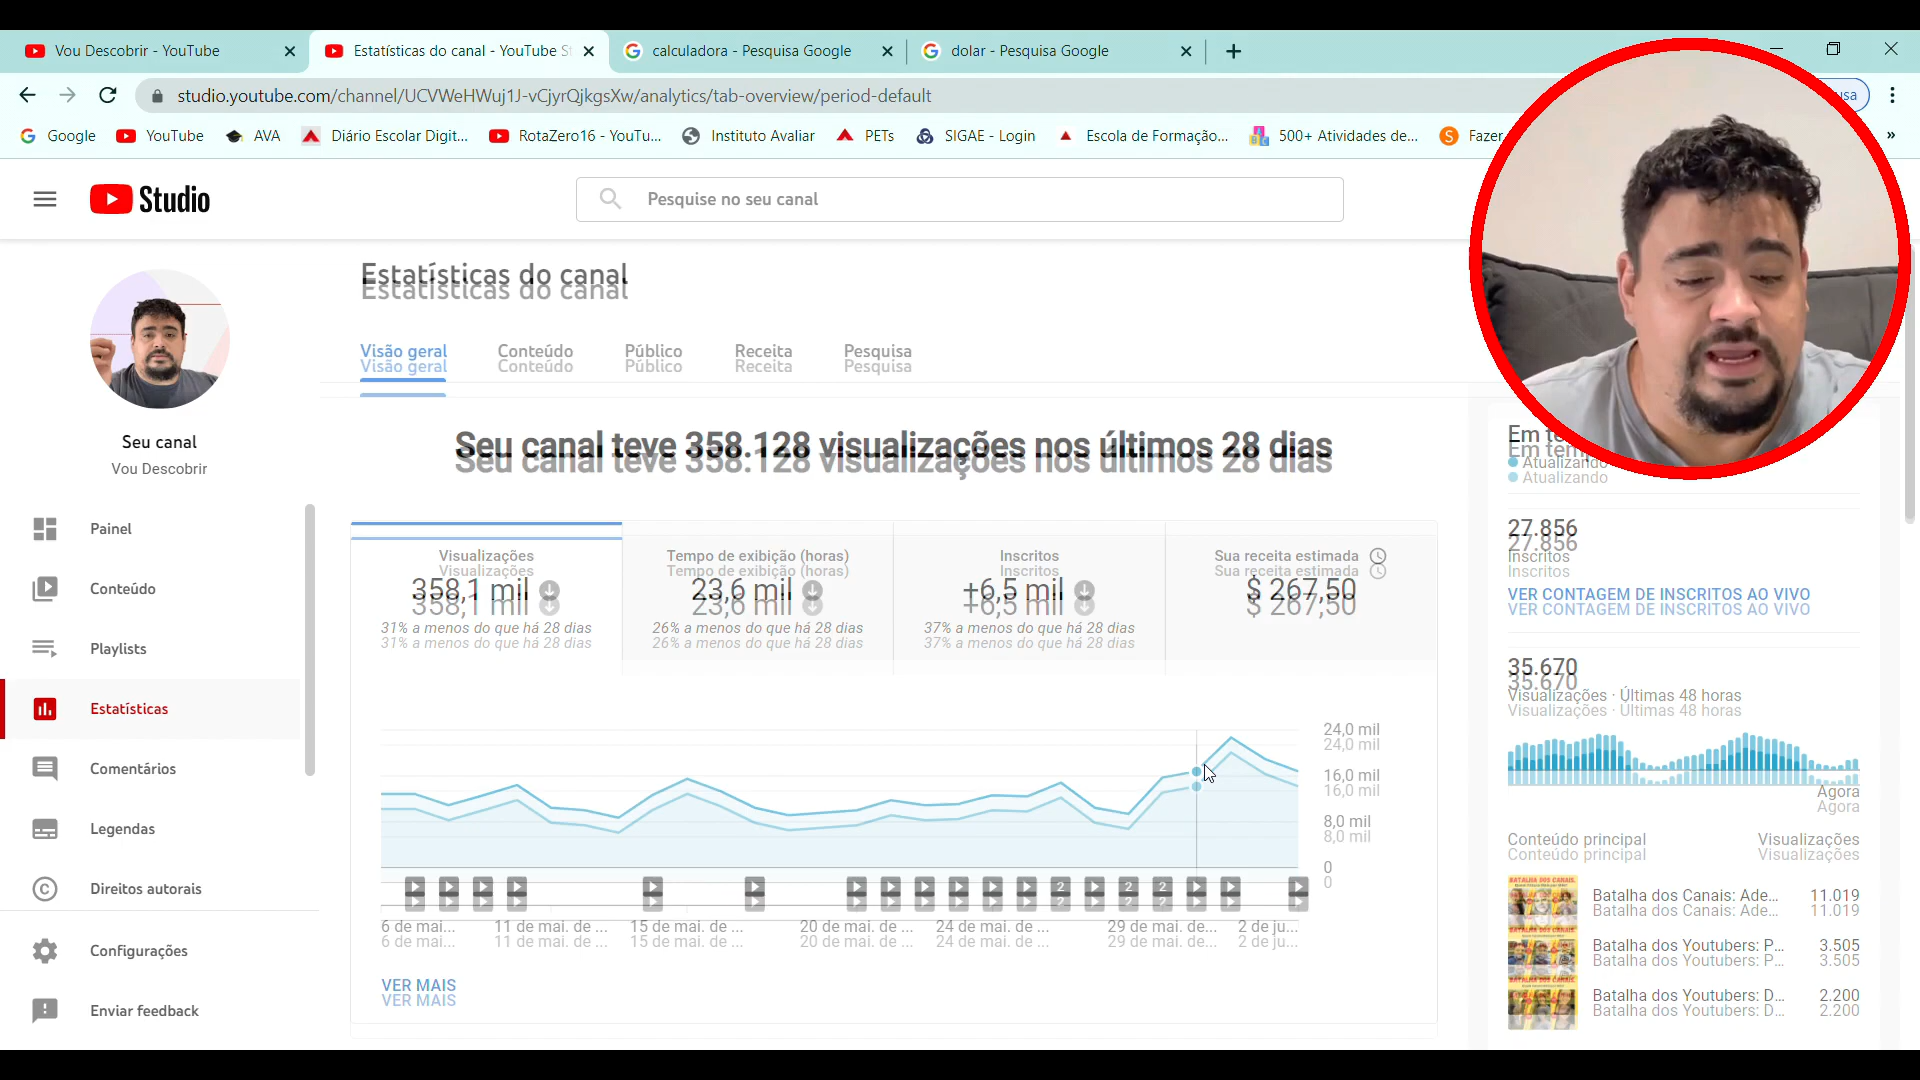 Vou Descobrir - YouTube
Estatísticas do canal - YouTube S
calculadora - Pesquisa Google
dolar - Pesquisa Google
studio.youtube.com/channel/UCVWeHWuj1J-vCjyrQjkgsXw/analytics/tab-overview/period-default
usa
Google
YouTube
AVA
Diário Escolar Digit...
RotaZero16 - YouTu...
Instituto Avaliar
PETs
SIGAE - Login
Escola de Formação...
500+ Atividades de...
Fazer
»
Studio
Pesquise no seu canal
Estatísticas do canal
Visão geral
Conteúdo
Público
Receita
Pesquisa
Seu canal
Vou Descobrir
Painel
Conteúdo
Playlists
Estatísticas
Comentários
Legendas
Direitos autorais
Configurações
Enviar feedback
Seu canal teve 358.128 visualizações nos últimos 28 dias
Visualizações
358,1 mil
31% a menos do que há 28 dias
Tempo de exibição (horas)
23,6 mil
26% a menos do que há 28 dias
Inscritos
+6,5 mil
37% a menos do que há 28 dias
Sua receita estimada
$ 267,50
24,0 mil
16,0 mil
8,0 mil
0
2
2
2
6 de mai...
11 de mai. de ...
15 de mai. de ...
20 de mai. de ...
24 de mai. de ...
29 de mai. de...
2 de ju...
VER MAIS
Em temp
Atualizando
27.856
Inscritos
VER CONTAGEM DE INSCRITOS AO VIVO
35.670
Visualizações · Últimas 48 horas
Agora
Conteúdo principal
Visualizações
Batalha dos Canais: Ade...
11.019
Batalha dos Youtubers: P...
3.505
Batalha dos Youtubers: D...
2.200